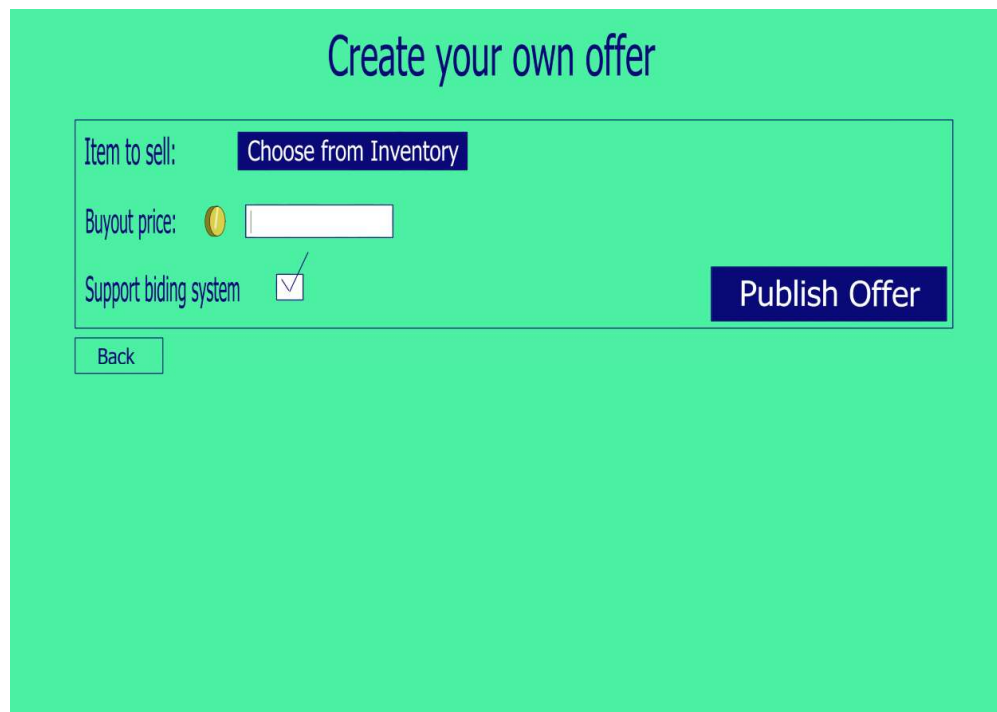 Create your own offer
Item to sell: Choose from Inventory
Buyout price:
Support biding system
Publish Offer
Back